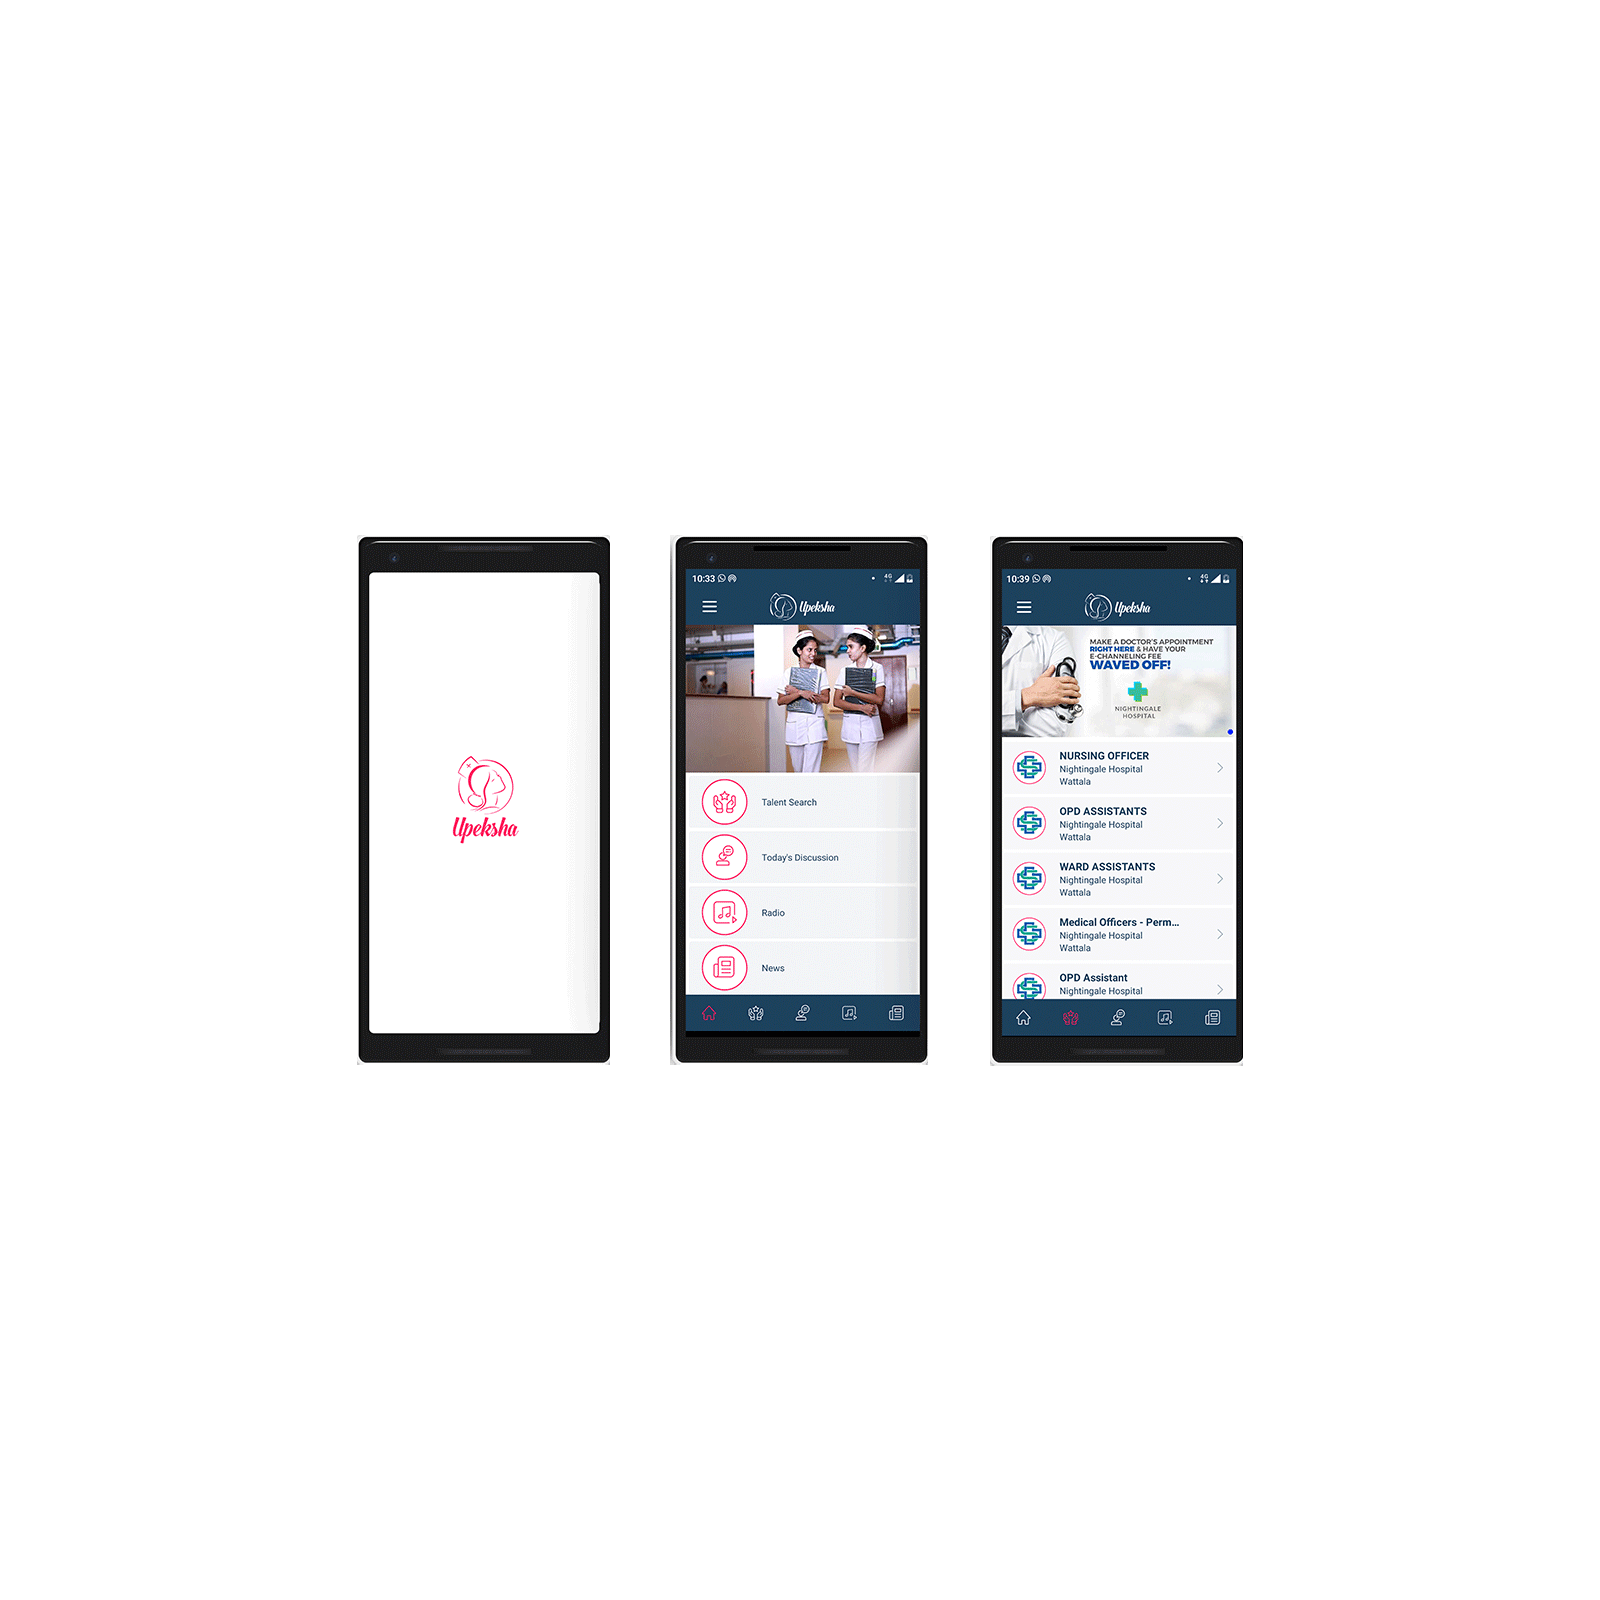 Upeksha
10:33
4G
Upeksha
Talent Search
Today's Discussion
Radio
News
10:39
4G
Upeksha
MAKE A DOCTOR'S APPOINTMENT
RIGHT HERE & HAVE YOUR
E-CHANNELING FEE
WAVED OFF!
NIGHTINGALE
HOSPITAL
NURSING OFFICER
Nightingale Hospital
Wattala
OPD ASSISTANTS
Nightingale Hospital
Wattala
WARD ASSISTANTS
Nightingale Hospital
Wattala
Medical Officers - Perm...
Nightingale Hospital
Wattala
OPD Assistant
Nightingale Hospital